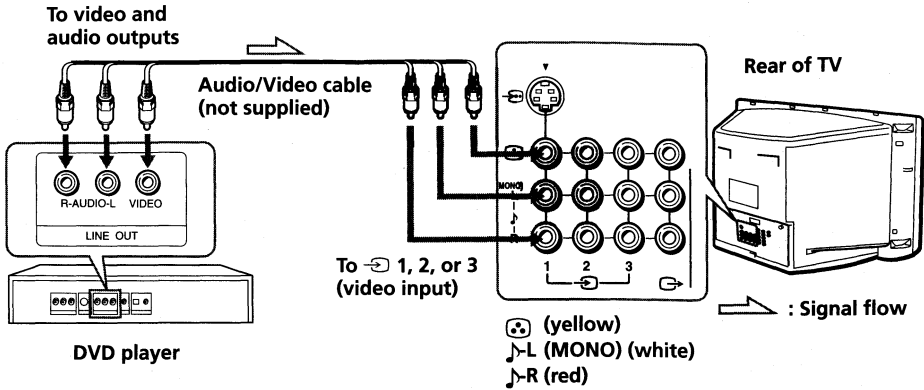 To video and
audio outputs
Audio/Video cable
(not supplied)
Rear of TV
R-AUDIO-L VIDEO
LINE OUT
MONO)
1 2 3
To 1, 2, or 3
(video input)
: Signal flow
(yellow)
L (MONO) (white)
R (red)
DVD player